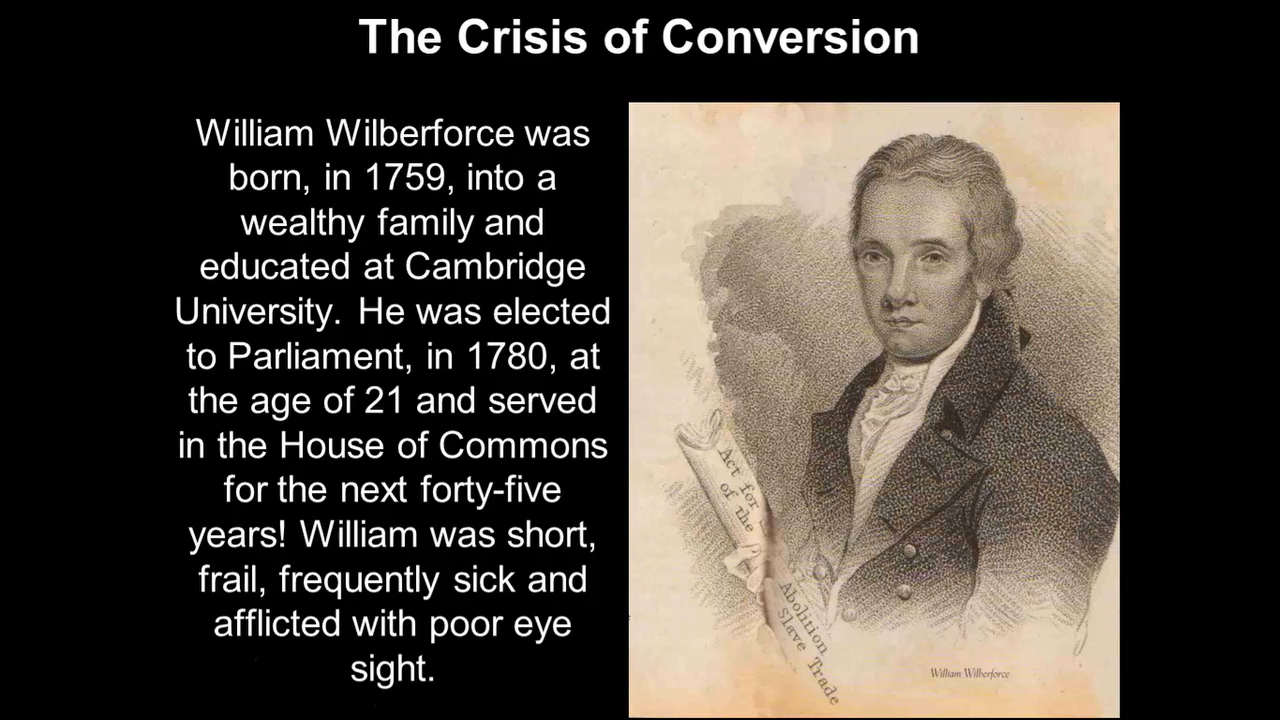 The Crisis of Conversion
William Wilberforce was
born, in 1759, into a
wealthy family and
educated at Cambridge
University. He was elected
to Parliament, in 1780, at
the age of 21 and served
in the House of Commons
for the next forty-five
years! William was short,
frail, frequently sick and
afflicted with poor eye
sight.
Act for
of the
Abolition
Slave Trade
William Wilberforce